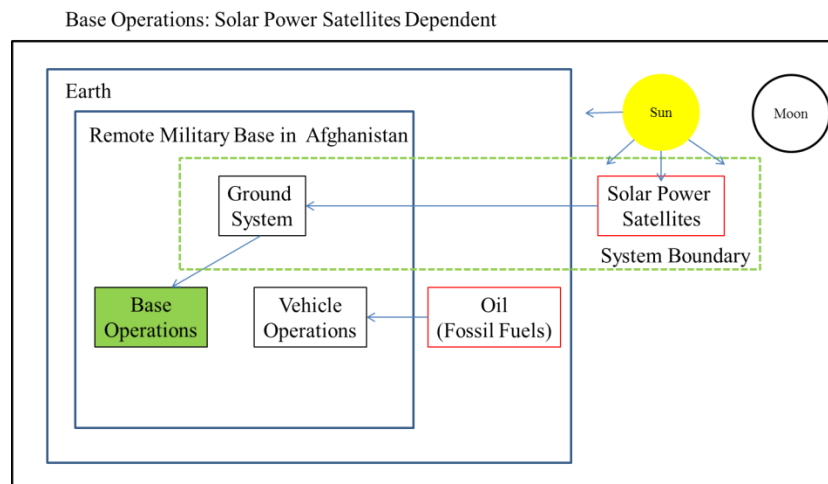 Base Operations: Solar Power Satellites Dependent
Earth
Sun
Moon
Remote Military Base in Afghanistan
Ground
System
Solar Power
Satellites
System Boundary
Base
Operations
Vehicle
Operations
Oil
(Fossil Fuels)